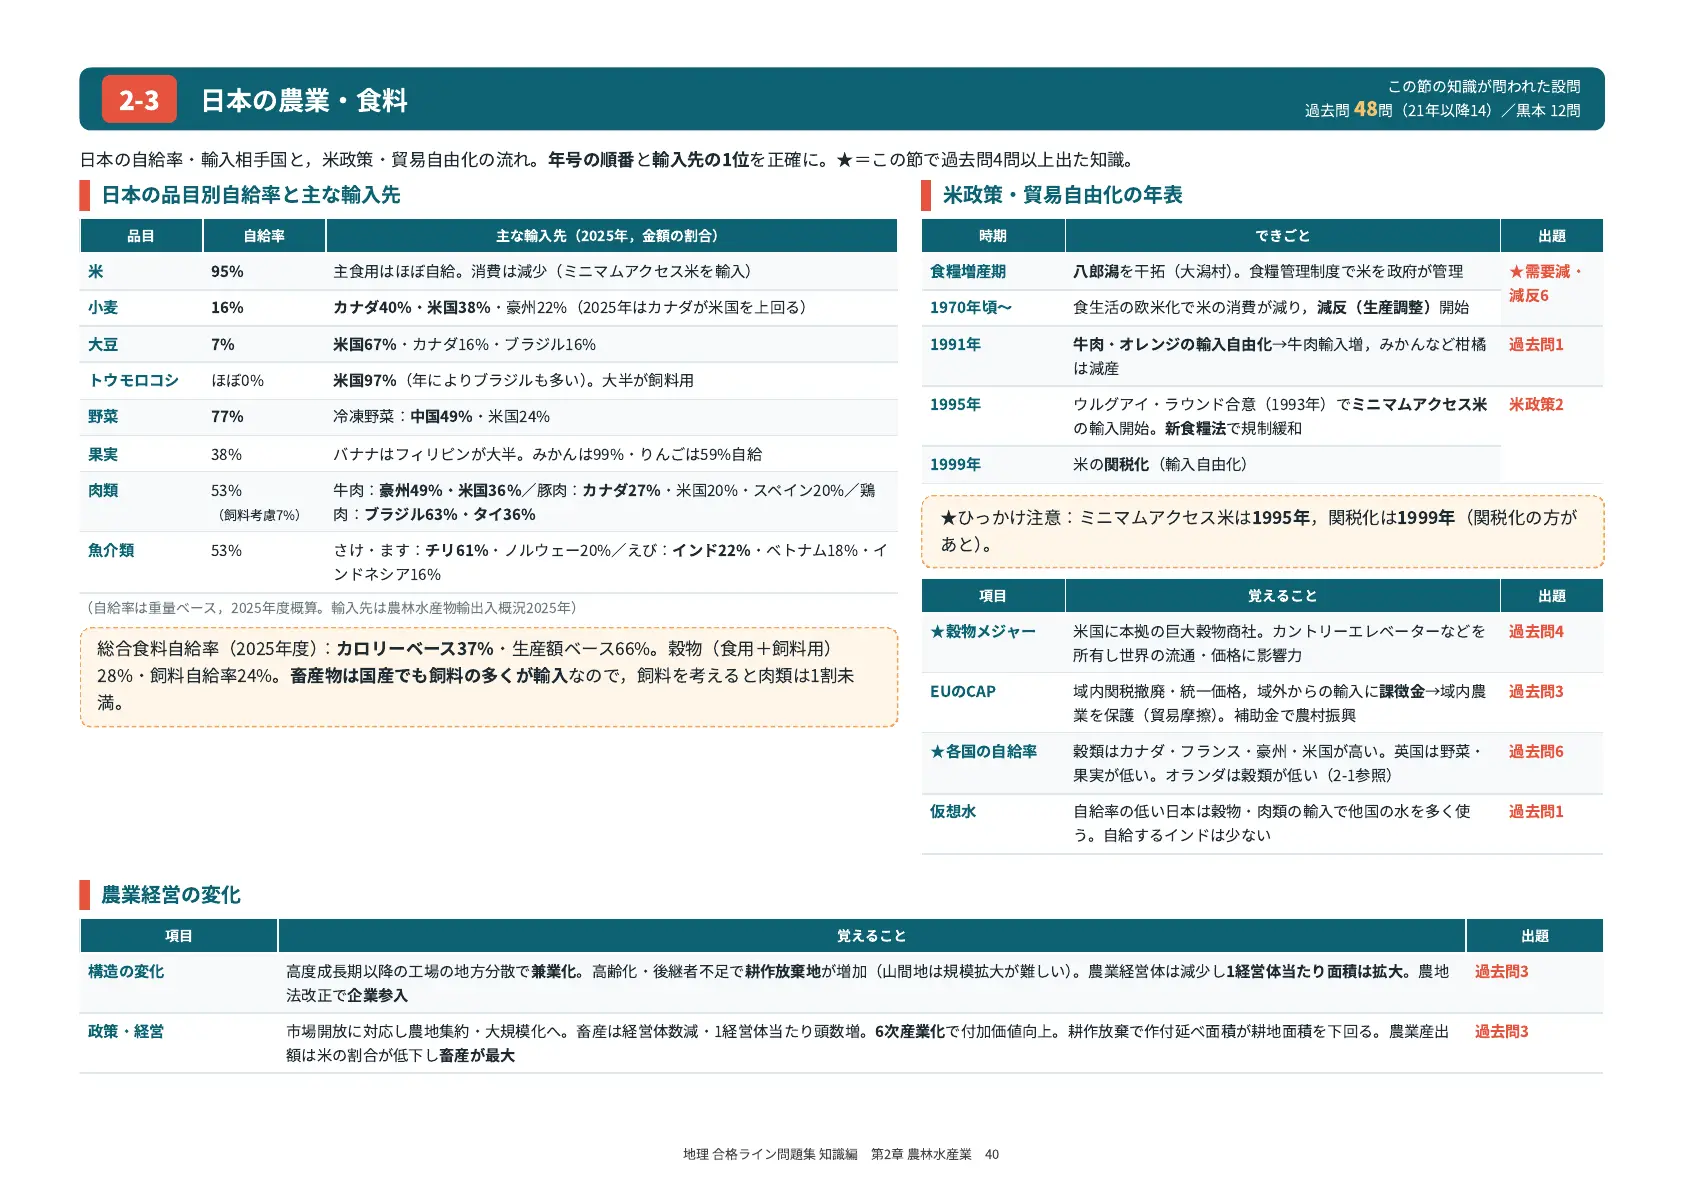 2-3 日本の農業・食料
この節の知識が問われた設問
過去問 48問（21年以降14）／黒本 12問
日本の自給率・輸入相手国と，米政策・貿易自由化の流れ。年号の順番と輸入先の1位を正確に。★＝この節で過去問4問以上出た知識。
日本の品目別自給率と主な輸入先
品目 自給率 主な輸入先（2025年，金額の割合）
米 95% 主食用はほぼ自給。消費は減少（ミニマムアクセス米を輸入）
小麦 16% カナダ40%・米国38%・豪州22%（2025年はカナダが米国を上回る）
大豆 7% 米国67%・カナダ16%・ブラジル16%
トウモロコシ ほぼ0% 米国97%（年によりブラジルも多い）。大半が飼料用
野菜 77% 冷凍野菜：中国49%・米国24%
果実 38% バナナはフィリピンが大半。みかんは99%・りんごは59%自給
肉類 53% 牛肉：豪州49%・米国36%／豚肉：カナダ27%・米国20%・スペイン20%／鶏
（飼料考慮7%） 肉：ブラジル63%・タイ36%
魚介類 53% さけ・ます：チリ61%・ノルウェー20%／えび：インド22%・ベトナム18%・イ
ンドネシア16%
（自給率は重量ベース，2025年度概算。輸入先は農林水産物輸出入概況2025年）
総合食料自給率（2025年度）：カロリーベース37%・生産額ベース66%。穀物（食用＋飼料用）
28%・飼料自給率24%。畜産物は国産でも飼料の多くが輸入なので，飼料を考えると肉類は1割未
満。
米政策・貿易自由化の年表
時期 できごと 出題
食糧増産期 八郎潟を干拓（大潟村）。食糧管理制度で米を政府が管理 ★需要減・
減反6
1970年頃〜 食生活の欧米化で米の消費が減り，減反（生産調整）開始
1991年 牛肉・オレンジの輸入自由化→牛肉輸入増，みかんなど柑橘 過去問1
は減産
1995年 ウルグアイ・ラウンド合意（1993年）でミニマムアクセス米 米政策2
の輸入開始。新食糧法で規制緩和
1999年 米の関税化（輸入自由化）
★ひっかけ注意：ミニマムアクセス米は1995年，関税化は1999年（関税化の方が
あと）。
項目 覚えること 出題
★穀物メジャー 米国に本拠の巨大穀物商社。カントリーエレベーターなどを 過去問4
所有し世界の流通・価格に影響力
EUのCAP 域内関税撤廃・統一価格，域外からの輸入に課徴金→域内農 過去問3
業を保護（貿易摩擦）。補助金で農村振興
★各国の自給率 穀類はカナダ・フランス・豪州・米国が高い。英国は野菜・ 過去問6
果実が低い。オランダは穀類が低い（2-1参照）
仮想水 自給率の低い日本は穀物・肉類の輸入で他国の水を多く使 過去問1
う。自給するインドは少ない
農業経営の変化
項目 覚えること 出題
構造の変化 高度成長期以降の工場の地方分散で兼業化。高齢化・後継者不足で耕作放棄地が増加（山間地は規模拡大が難しい）。農業経営体は減少し1経営体当たり面積は拡大。農地 過去問3
法改正で企業参入
政策・経営 市場開放に対応し農地集約・大規模化へ。畜産は経営体数減・1経営体当たり頭数増。6次産業化で付加価値向上。耕作放棄で作付延べ面積が耕地面積を下回る。農業産出 過去問3
額は米の割合が低下し畜産が最大
地理 合格ライン問題集 知識編 第2章 農林水産業 40